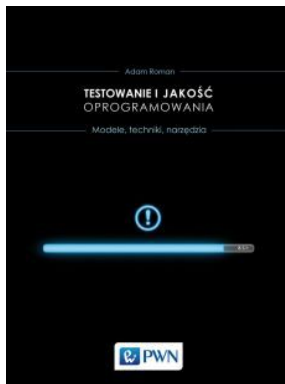 Adam Roman
TESTOWANIE I JAKOŚĆ
OPROGRAMOWANIA
Modele, techniki, narzędzia
PWN